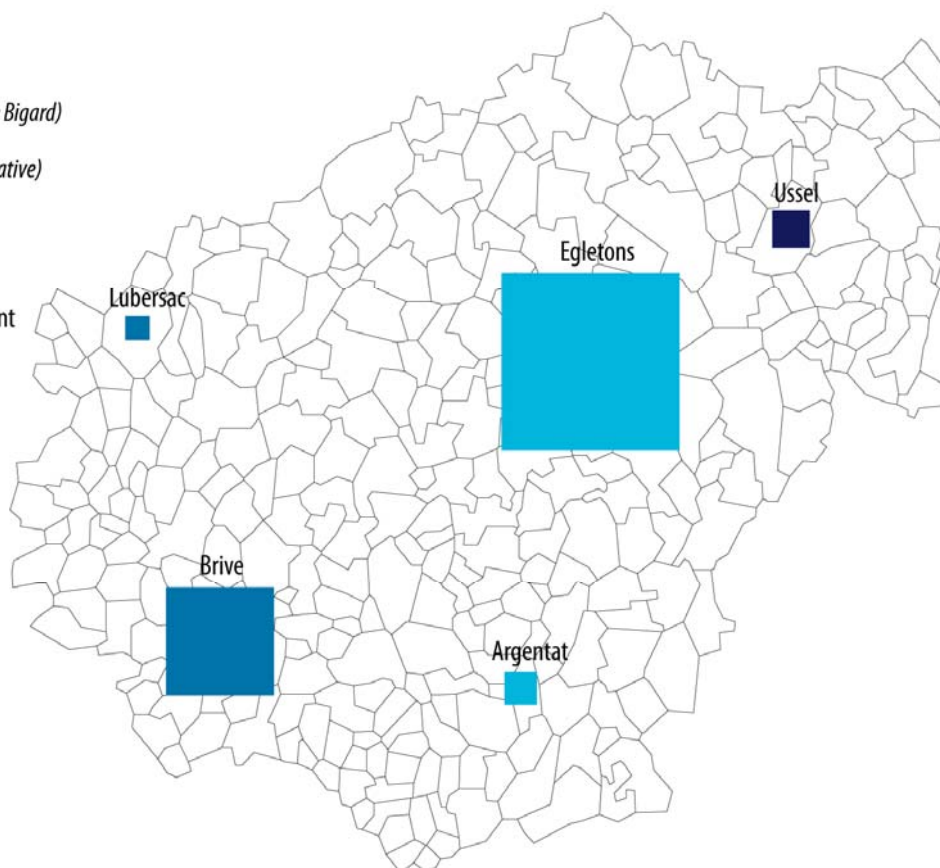 Bigard)
ative)
Ussel
Egletons
Lubersac
nt
Brive
Argentat